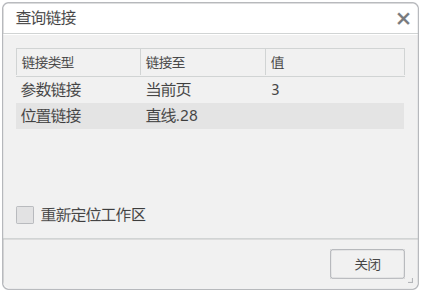 查询链接
链接类型 链接至 值
参数链接 当前页 3
位置链接 直线.28
重新定位工作区
关闭